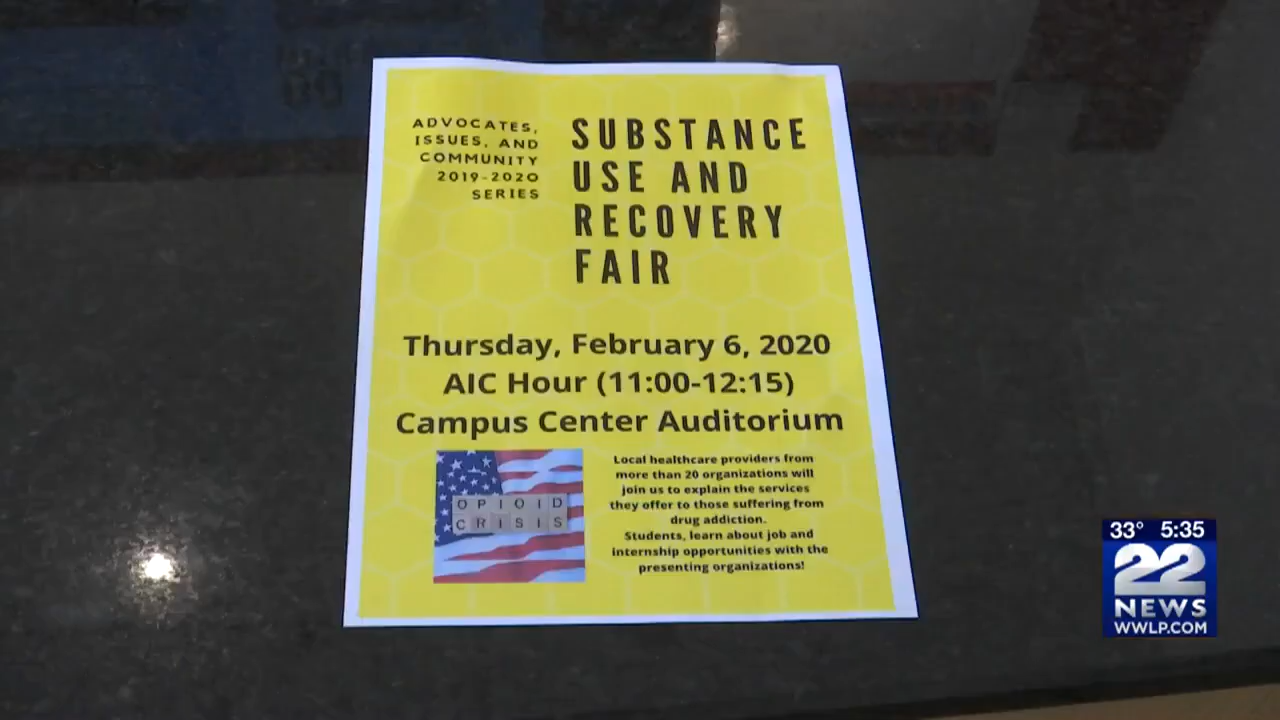 ADVOCATES,
ISSUES, AND
COMMUNITY
2019-2020
SERIES
SUBSTANCE
USE AND
RECOVERY
FAIR
Thursday, February 6, 2020
AIC Hour (11:00-12:15)
Campus Center Auditorium
OPIOID
CRISIS
Local healthcare providers from
more than 20 organizations will
join us to explain the services
they offer to those suffering from
drug addiction.
Students, learn about job and
internship opportunities with the
presenting organizations!
33° 5:35
22
NEWS
WWLP.COM